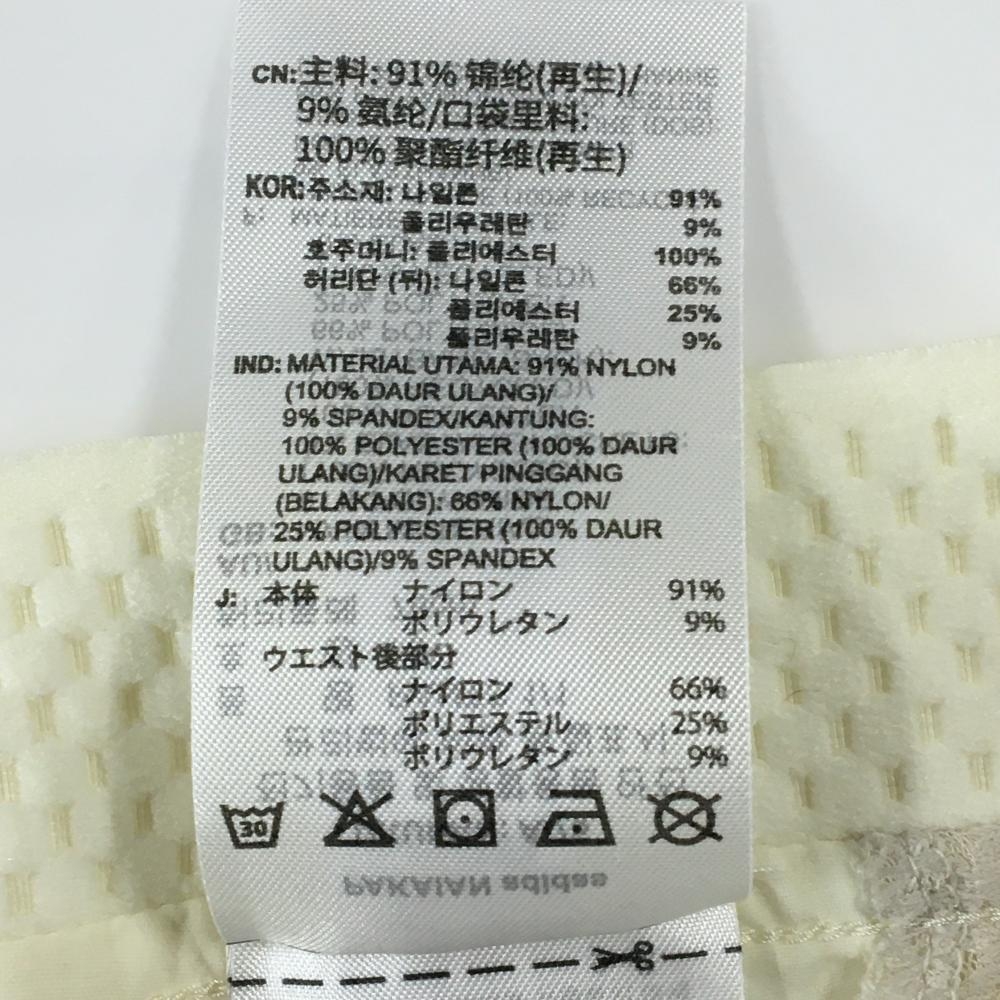 CN: 主料: 91% 锦纶(再生)/
9% 氨纶/口袋里料:
100% 聚酯纤维(再生)
KOR: 주소재: 나일론 91%
폴리우레탄 9%
호주머니: 폴리에스터 100%
허리단 (뒤): 나일론 66%
폴리에스터 25%
폴리우레탄 9%
IND: MATERIAL UTAMA: 91% NYLON
(100% DAUR ULANG)/
9% SPANDEX/KANTUNG:
100% POLYESTER (100% DAUR
ULANG)/KARET PINGGANG
(BELAKANG): 66% NYLON/
25% POLYESTER (100% DAUR
ULANG)/9% SPANDEX
J: 本体 ナイロン 91%
ポリウレタン 9%
ウエスト後部分
ナイロン 66%
ポリエステル 25%
ポリウレタン 9%
30
PAKAIAN adidas